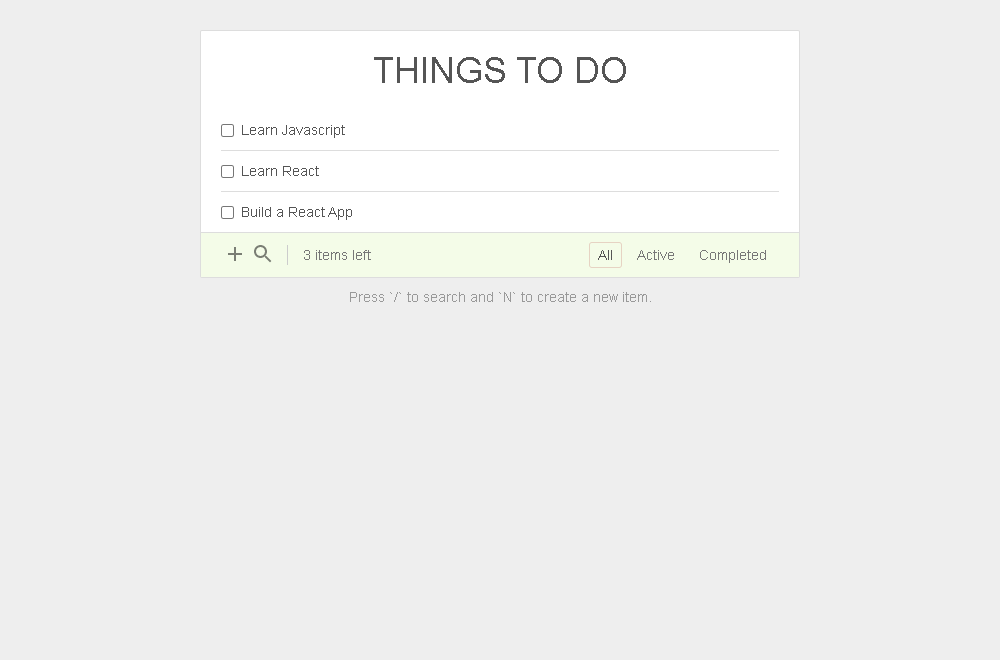 THINGS TO DO
Learn Javascript
Learn React
Build a React App
3 items left All Active Completed
Press `/` to search and `N` to create a new item.